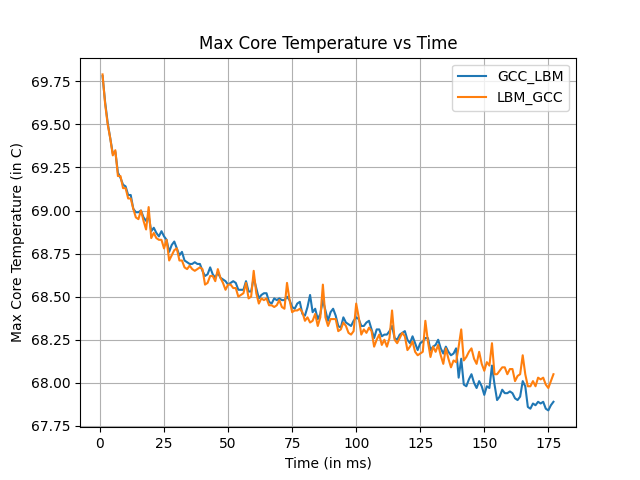 Max Core Temperature vs Time
GCC_LBM
LBM_GCC
Max Core Temperature (in C)
69.75
69.50
69.25
69.00
68.75
68.50
68.25
68.00
67.75
0 25 50 75 100 125 150 175
Time (in ms)